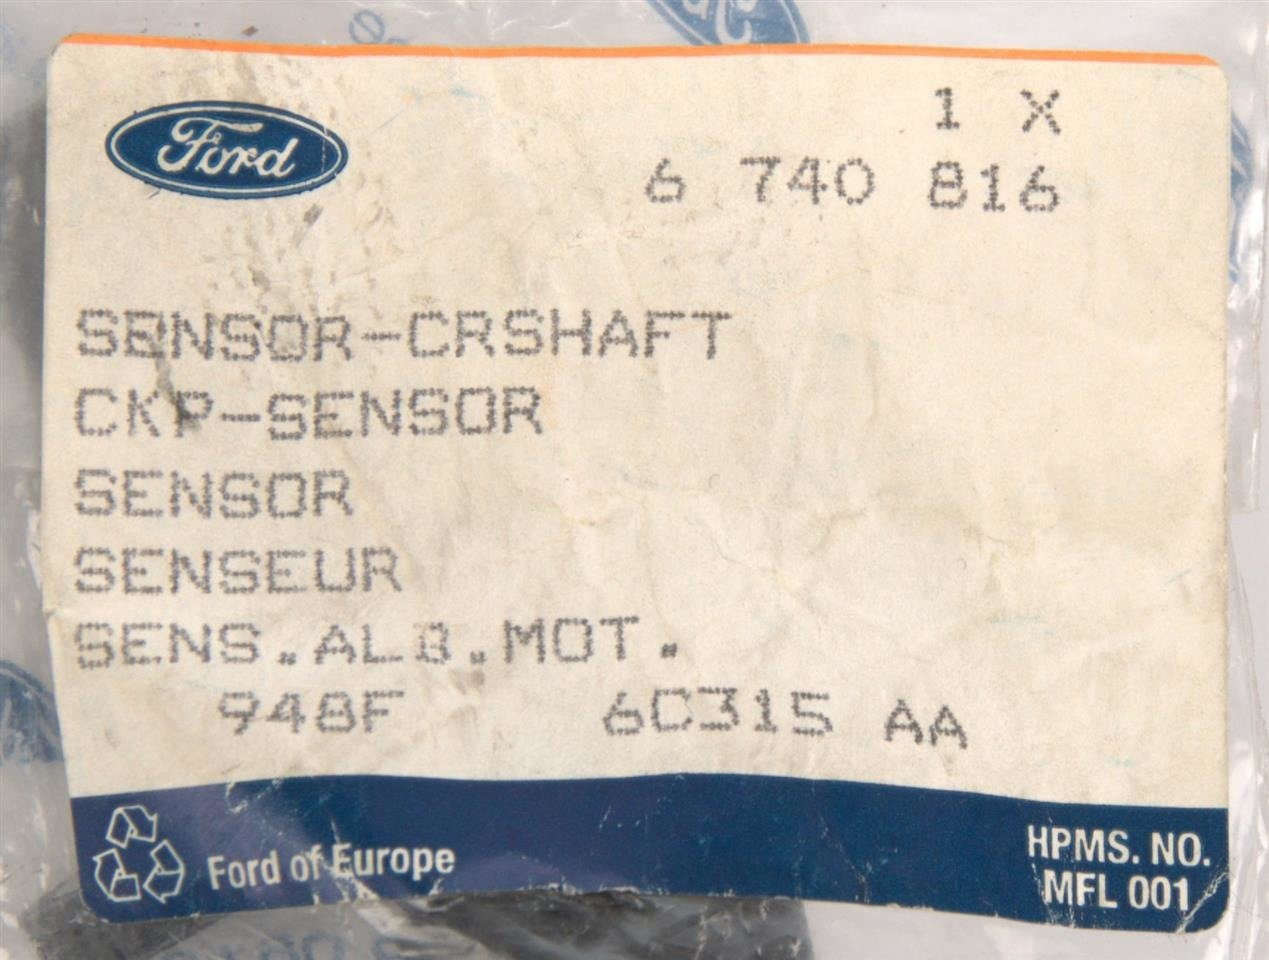 Ford
1 X
6 740 816
SENSOR-CRSHAFT
CKP-SENSOR
SENSOR
SENSEUR
SENS.ALB.MOT.
948F 6C315 AA
Ford of Europe
HPMS. NO.
MFL 001